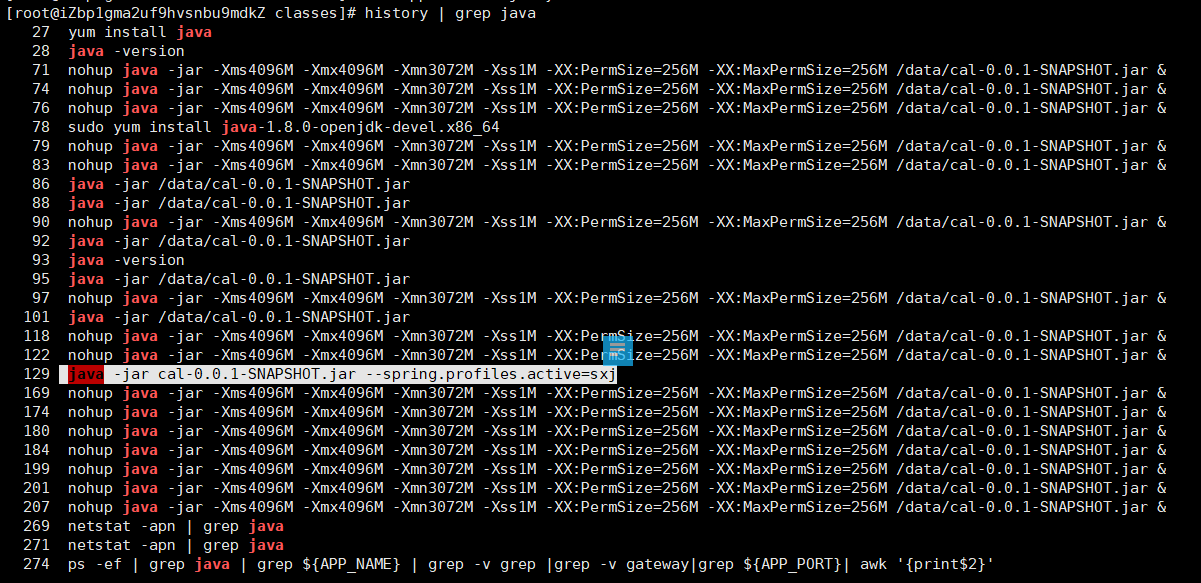 [root@iZbp1gma2uf9hvsnbu9mdkZ classes]# history | grep java
27 yum install java
28 java -version
71 nohup java -jar -Xms4096M -Xmx4096M -Xmn3072M -Xss1M -XX:PermSize=256M -XX:MaxPermSize=256M /data/cal-0.0.1-SNAPSHOT.jar &
74 nohup java -jar -Xms4096M -Xmx4096M -Xmn3072M -Xss1M -XX:PermSize=256M -XX:MaxPermSize=256M /data/cal-0.0.1-SNAPSHOT.jar &
76 nohup java -jar -Xms4096M -Xmx4096M -Xmn3072M -Xss1M -XX:PermSize=256M -XX:MaxPermSize=256M /data/cal-0.0.1-SNAPSHOT.jar &
78 sudo yum install java-1.8.0-openjdk-devel.x86_64
79 nohup java -jar -Xms4096M -Xmx4096M -Xmn3072M -Xss1M -XX:PermSize=256M -XX:MaxPermSize=256M /data/cal-0.0.1-SNAPSHOT.jar &
83 nohup java -jar -Xms4096M -Xmx4096M -Xmn3072M -Xss1M -XX:PermSize=256M -XX:MaxPermSize=256M /data/cal-0.0.1-SNAPSHOT.jar &
86 java -jar /data/cal-0.0.1-SNAPSHOT.jar
88 java -jar /data/cal-0.0.1-SNAPSHOT.jar
90 nohup java -jar -Xms4096M -Xmx4096M -Xmn3072M -Xss1M -XX:PermSize=256M -XX:MaxPermSize=256M /data/cal-0.0.1-SNAPSHOT.jar &
92 java -jar /data/cal-0.0.1-SNAPSHOT.jar
93 java -version
95 java -jar /data/cal-0.0.1-SNAPSHOT.jar
97 nohup java -jar -Xms4096M -Xmx4096M -Xmn3072M -Xss1M -XX:PermSize=256M -XX:MaxPermSize=256M /data/cal-0.0.1-SNAPSHOT.jar &
101 java -jar /data/cal-0.0.1-SNAPSHOT.jar
118 nohup java -jar -Xms4096M -Xmx4096M -Xmn3072M -Xss1M -XX:PermSize=256M -XX:MaxPermSize=256M /data/cal-0.0.1-SNAPSHOT.jar &
122 nohup java -jar -Xms4096M -Xmx4096M -Xmn3072M -Xss1M -XX:PermSize=256M -XX:MaxPermSize=256M /data/cal-0.0.1-SNAPSHOT.jar &
129 java -jar cal-0.0.1-SNAPSHOT.jar --spring.profiles.active=sxj
169 nohup java -jar -Xms4096M -Xmx4096M -Xmn3072M -Xss1M -XX:PermSize=256M -XX:MaxPermSize=256M /data/cal-0.0.1-SNAPSHOT.jar &
174 nohup java -jar -Xms4096M -Xmx4096M -Xmn3072M -Xss1M -XX:PermSize=256M -XX:MaxPermSize=256M /data/cal-0.0.1-SNAPSHOT.jar &
180 nohup java -jar -Xms4096M -Xmx4096M -Xmn3072M -Xss1M -XX:PermSize=256M -XX:MaxPermSize=256M /data/cal-0.0.1-SNAPSHOT.jar &
184 nohup java -jar -Xms4096M -Xmx4096M -Xmn3072M -Xss1M -XX:PermSize=256M -XX:MaxPermSize=256M /data/cal-0.0.1-SNAPSHOT.jar &
199 nohup java -jar -Xms4096M -Xmx4096M -Xmn3072M -Xss1M -XX:PermSize=256M -XX:MaxPermSize=256M /data/cal-0.0.1-SNAPSHOT.jar &
201 nohup java -jar -Xms4096M -Xmx4096M -Xmn3072M -Xss1M -XX:PermSize=256M -XX:MaxPermSize=256M /data/cal-0.0.1-SNAPSHOT.jar &
207 nohup java -jar -Xms4096M -Xmx4096M -Xmn3072M -Xss1M -XX:PermSize=256M -XX:MaxPermSize=256M /data/cal-0.0.1-SNAPSHOT.jar &
269 netstat -apn | grep java
271 netstat -apn | grep java
274 ps -ef | grep java | grep ${APP_NAME} | grep -v grep |grep -v gateway|grep ${APP_PORT}| awk '{print$2}'